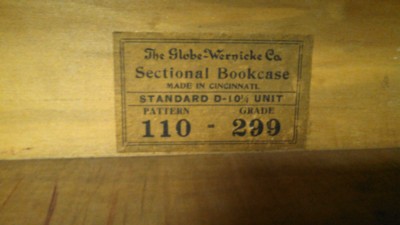 The Globe-Wernicke Co.
Sectional Bookcase
MADE IN CINCINNATI.
STANDARD D-10½ UNIT
PATTERN GRADE
110 - 299